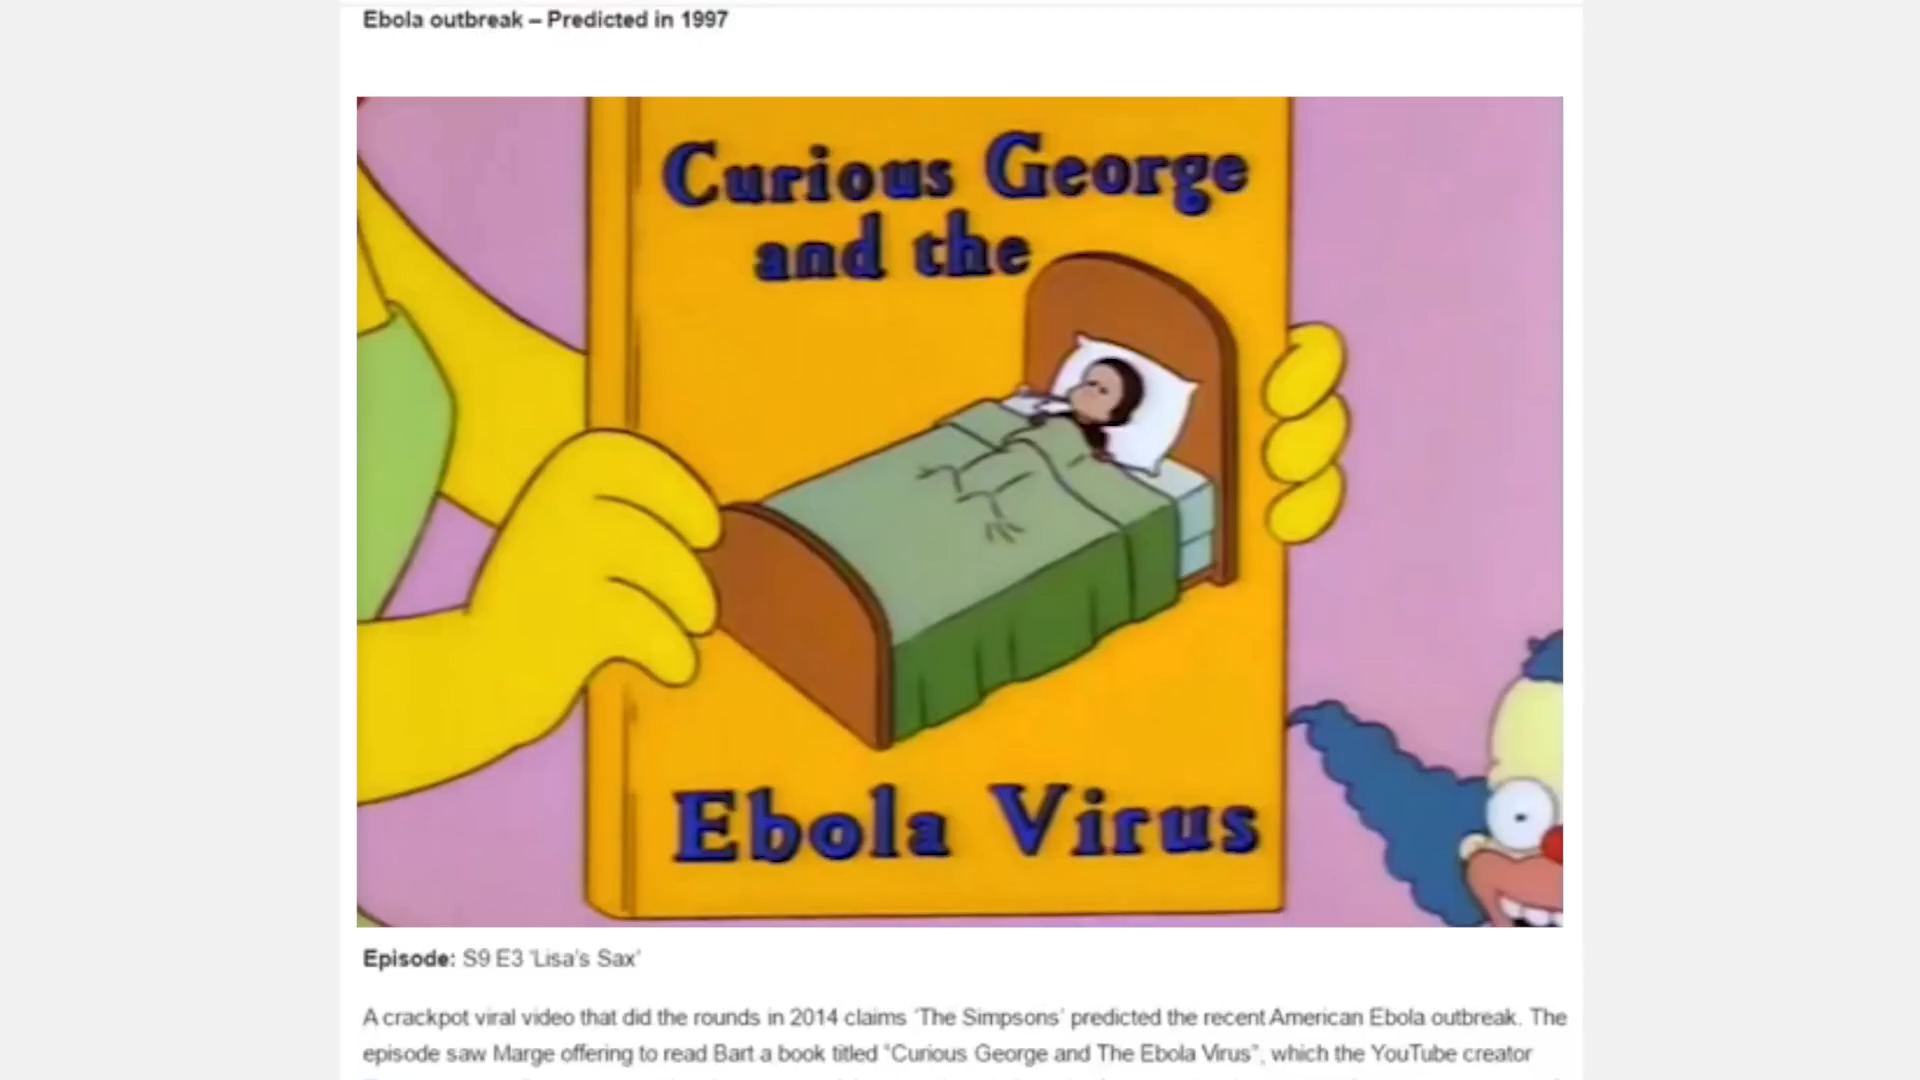 Ebola outbreak – Predicted in 1997
Curious George
and the
Ebola Virus
Episode: S9 E3 'Lisa's Sax'
A crackpot viral video that did the rounds in 2014 claims 'The Simpsons' predicted the recent American Ebola outbreak. The
episode saw Marge offering to read Bart a book titled "Curious George and The Ebola Virus", which the YouTube creator